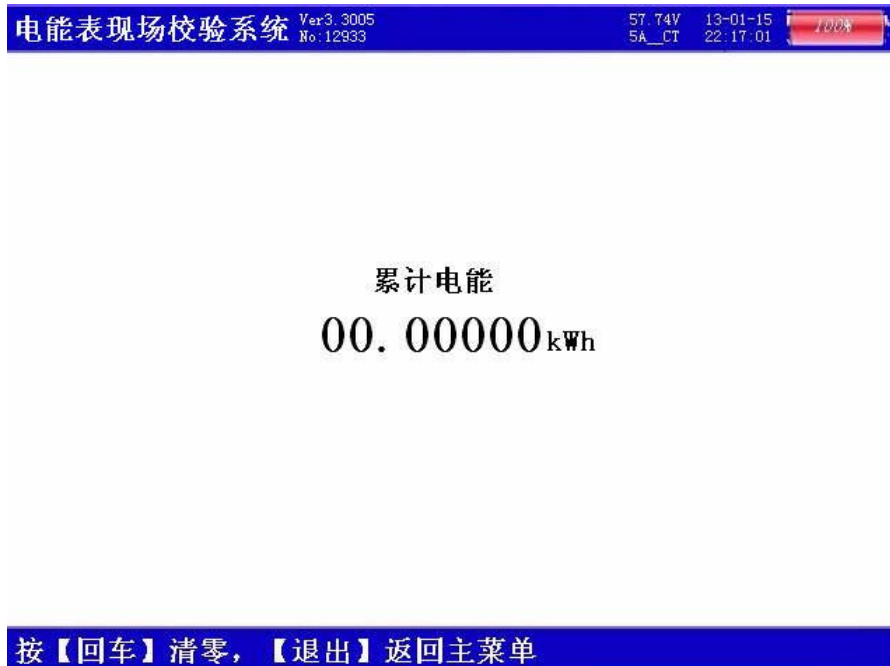 电能表现场校验系统
Ver3.3005
No:12933
57.74V 13-01-15
5A__CT 22:17:01
100%
累计电能
00.00000kWh
按【回车】清零，【退出】返回主菜单